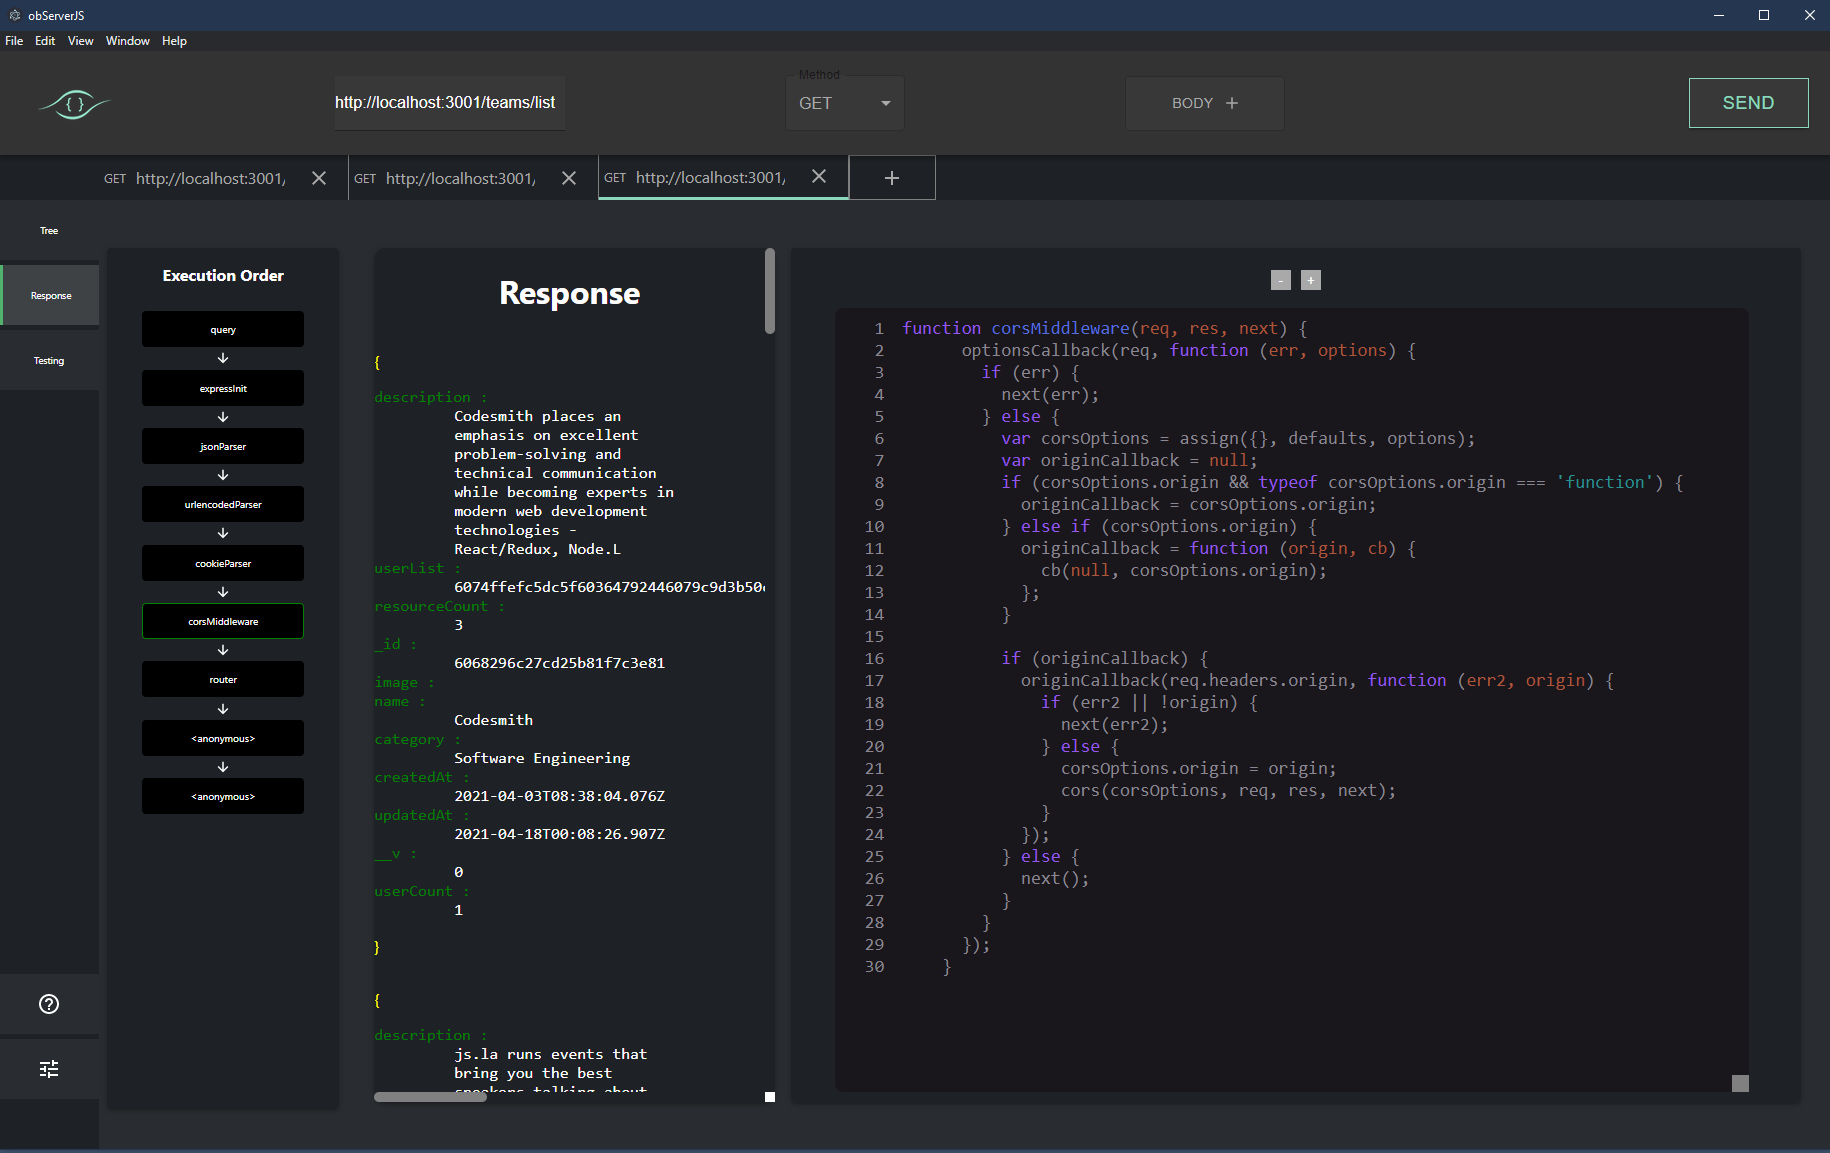 obServerJS
File Edit View Window Help
{ }
http://localhost:3001/teams/list
Method
GET
BODY +
SEND
GET http://localhost:3001/
GET http://localhost:3001/
GET http://localhost:3001/
+
Tree
Response
Testing
Execution Order
query
expressInit
jsonParser
urlencodedParser
cookieParser
corsMiddleware
router
<anonymous>
<anonymous>
Response
{
description :
Codesmith places an
emphasis on excellent
problem-solving and
technical communication
while becoming experts in
modern web development
technologies -
React/Redux, Node.L
userList :
6074ffefc5dc5f60364792446079c9d3b50
resourceCount :
3
_id :
6068296c27cd25b81f7c3e81
image :
name :
Codesmith
category :
Software Engineering
createdAt :
2021-04-03T08:38:04.076Z
updatedAt :
2021-04-18T00:08:26.907Z
__v :
0
userCount :
1
}
{
description :
js.la runs events that
bring you the best
speakers talking about
- +
1 function corsMiddleware(req, res, next) {
2 optionsCallback(req, function (err, options) {
3 if (err) {
4 next(err);
5 } else {
6 var corsOptions = assign({}, defaults, options);
7 var originCallback = null;
8 if (corsOptions.origin && typeof corsOptions.origin === 'function') {
9 originCallback = corsOptions.origin;
10 } else if (corsOptions.origin) {
11 originCallback = function (origin, cb) {
12 cb(null, corsOptions.origin);
13 };
14 }
15
16 if (originCallback) {
17 originCallback(req.headers.origin, function (err2, origin) {
18 if (err2 || !origin) {
19 next(err2);
20 } else {
21 corsOptions.origin = origin;
22 cors(corsOptions, req, res, next);
23 }
24 });
25 } else {
26 next();
27 }
28 }
29 });
30 }